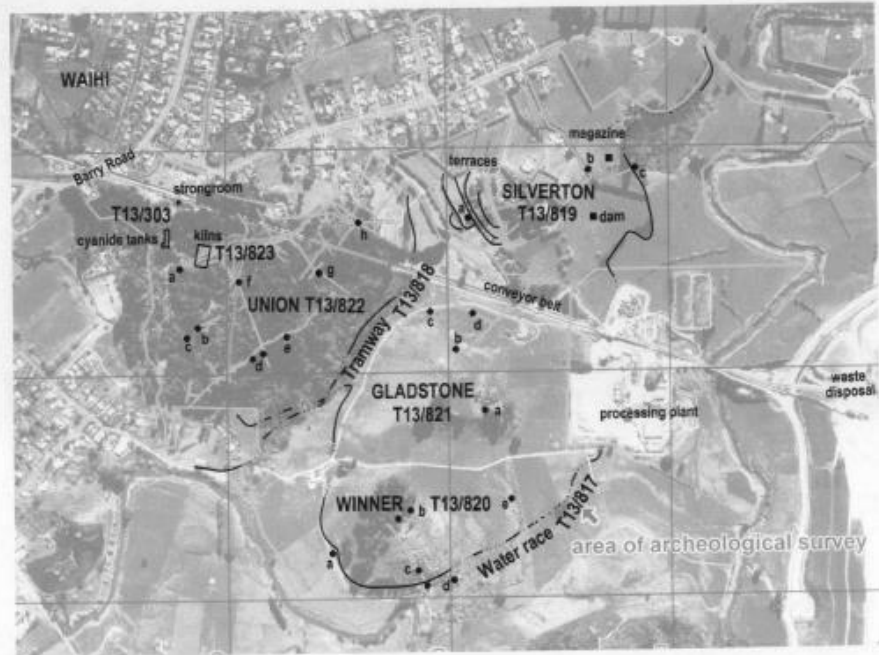 WAIHI
magazine
Barry Road
terraces
b
c
strongroom
SILVERTON
T13/819
a
T13/303
dam
h
cyanide tanks
kilns
T13/823
a
g
f
conveyor belt
UNION T13/822
Tramway T13/818
c
d
b
c
b
e
d
waste
disposal
GLADSTONE
T13/821
a
processing plant
WINNER
T13/820
b
e
Water race T13/817
area of archeological survey
a
c
d